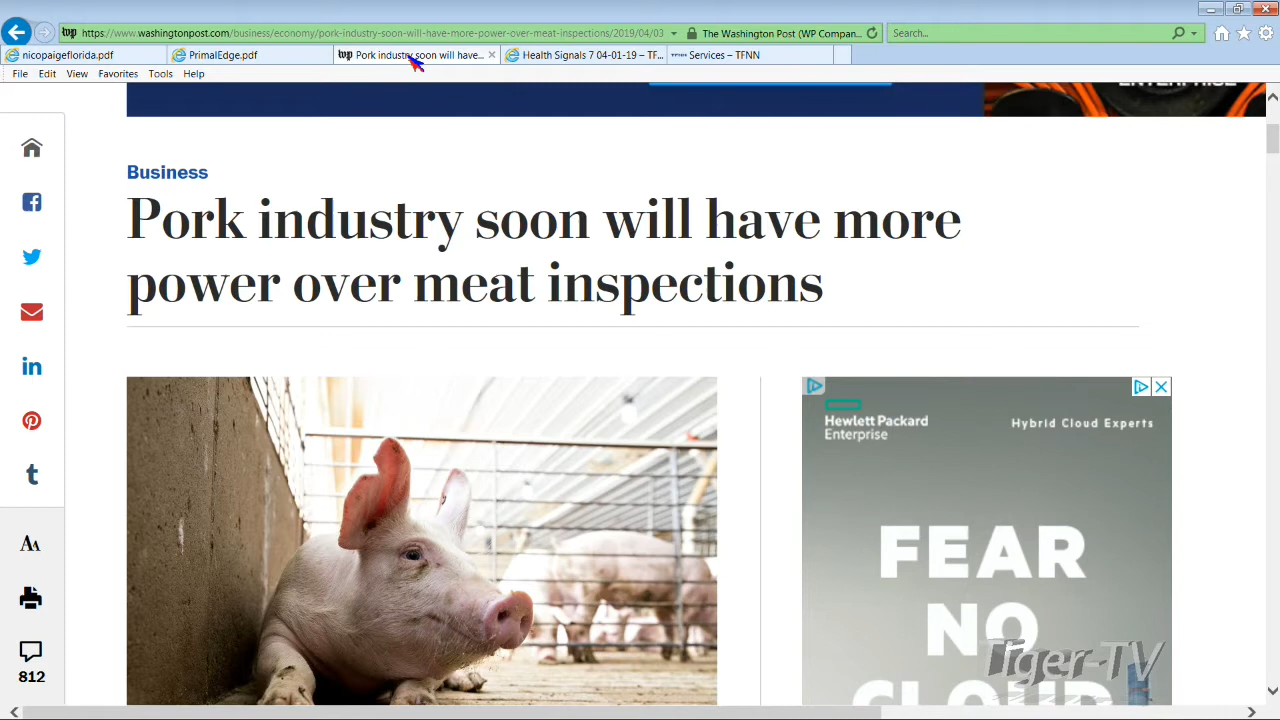 https://www.washingtonpost.com/business/economy/pork-industry-soon-will-have-more-power-over-meat-inspections/2019/04/03
The Washington Post (WP Compan...
Search...
nicopaigeflorida.pdf
PrimalEdge.pdf
wp Pork industry soon will have...
Health Signals 7 04-01-19 – TF...
Services – TFNN
File Edit View Favorites Tools Help
ENTERPRISE
Business
Pork industry soon will have more
power over meat inspections
Hewlett Packard
Enterprise
Hybrid Cloud Experts
FEAR
NO
CLOUD
812
Tiger-TV